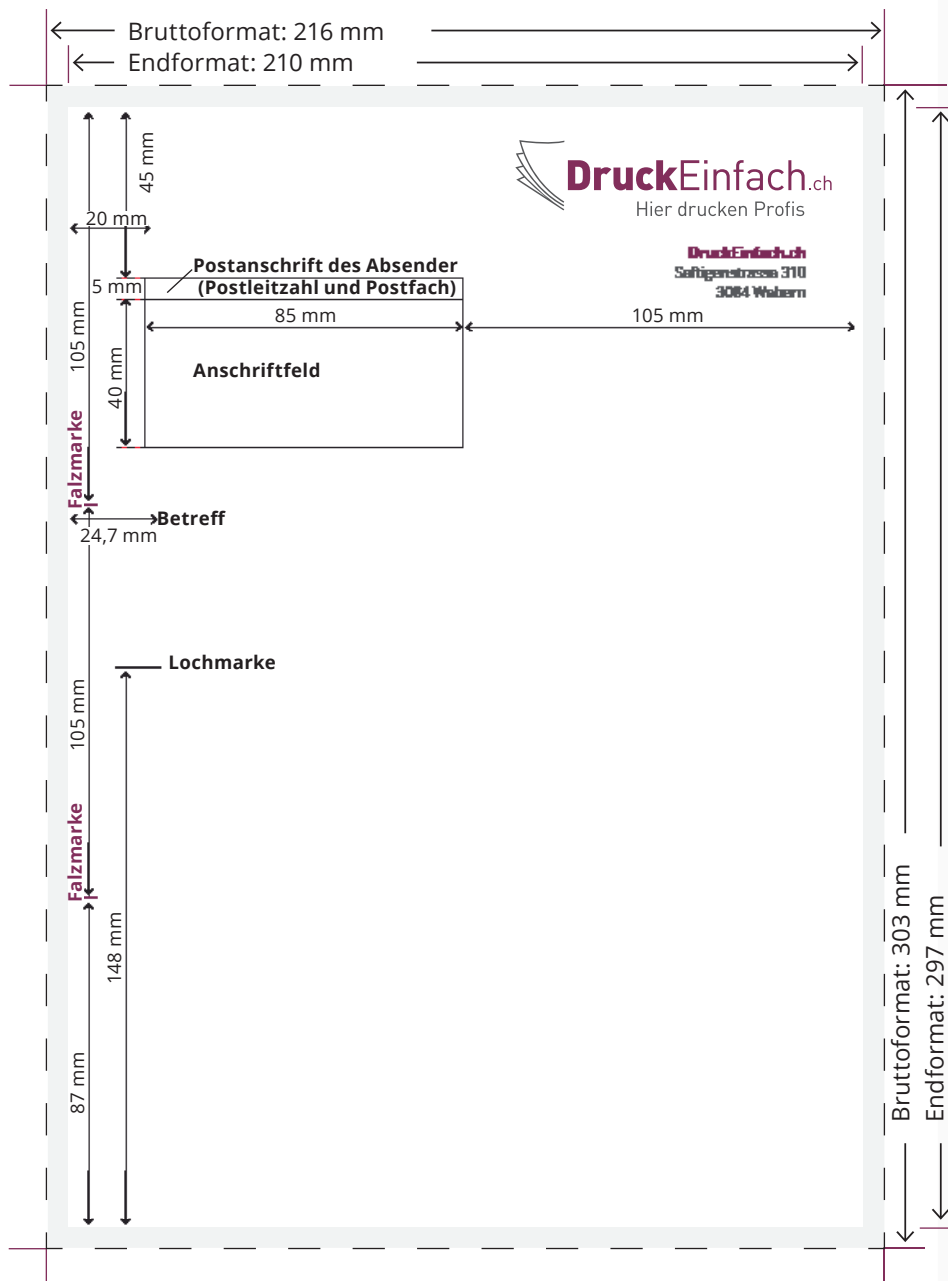 Bruttoformat: 216 mm
Endformat: 210 mm
45 mm
DruckEinfach.ch
Hier drucken Profis
20 mm
DruckEinfach.ch
Seftigenstrasse 310
3084 Wabern
Postanschrift des Absender
(Postleitzahl und Postfach)
5 mm
85 mm
105 mm
105 mm
40 mm
Anschriftfeld
Falzmarke
Betreff
24,7 mm
Lochmarke
105 mm
Falzmarke
148 mm
87 mm
Bruttoformat: 303 mm
Endformat: 297 mm